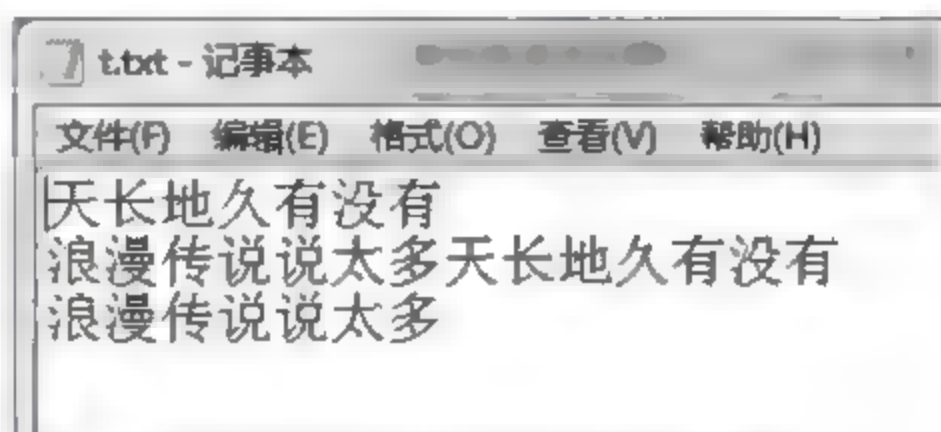 t.txt - 记事本
文件(F) 编辑(E) 格式(O) 查看(V) 帮助(H)
天长地久有没有
浪漫传说说太多天长地久有没有
浪漫传说说太多